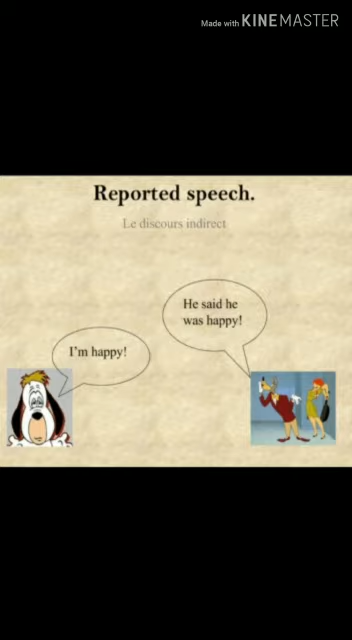 Made with KINEMASTER
Reported speech.
Le discours indirect
He said he
was happy!
I'm happy!